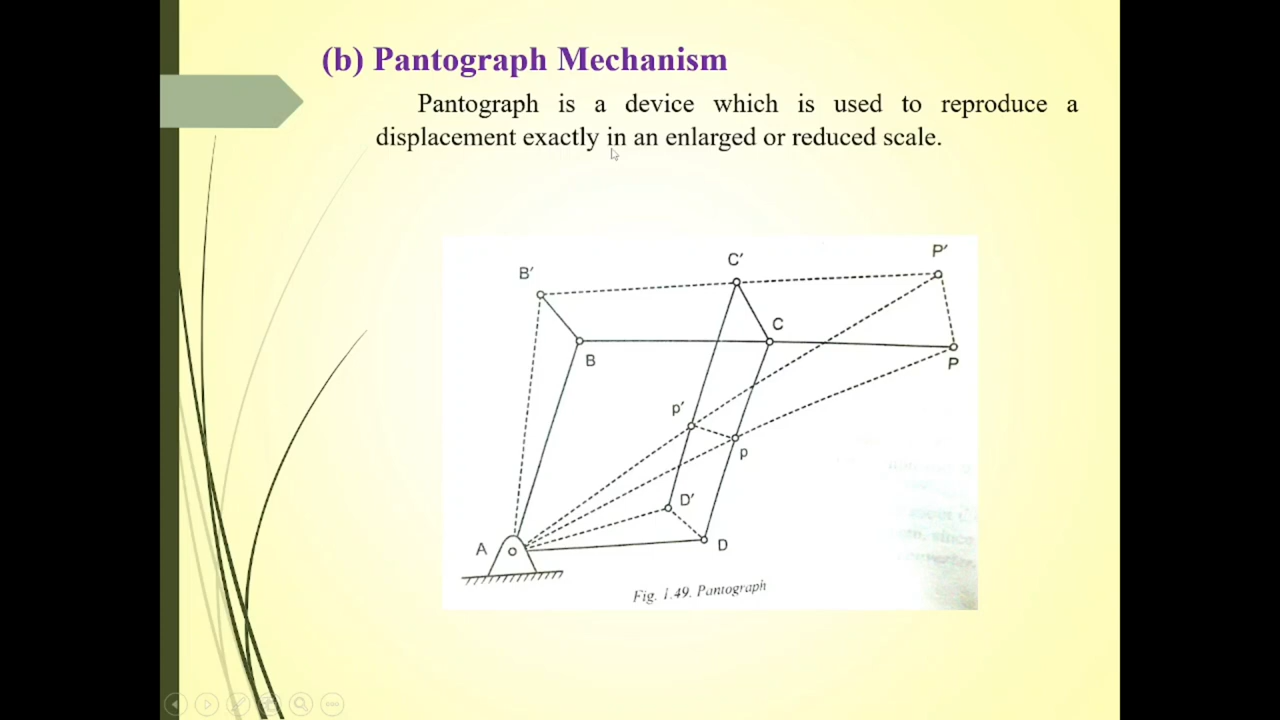 (b) Pantograph Mechanism
Pantograph is a device which is used to reproduce a
displacement exactly in an enlarged or reduced scale.
P′
C′
B′
C
B
P
p′
p
D′
A
D
Fig. 1.49. Pantograph